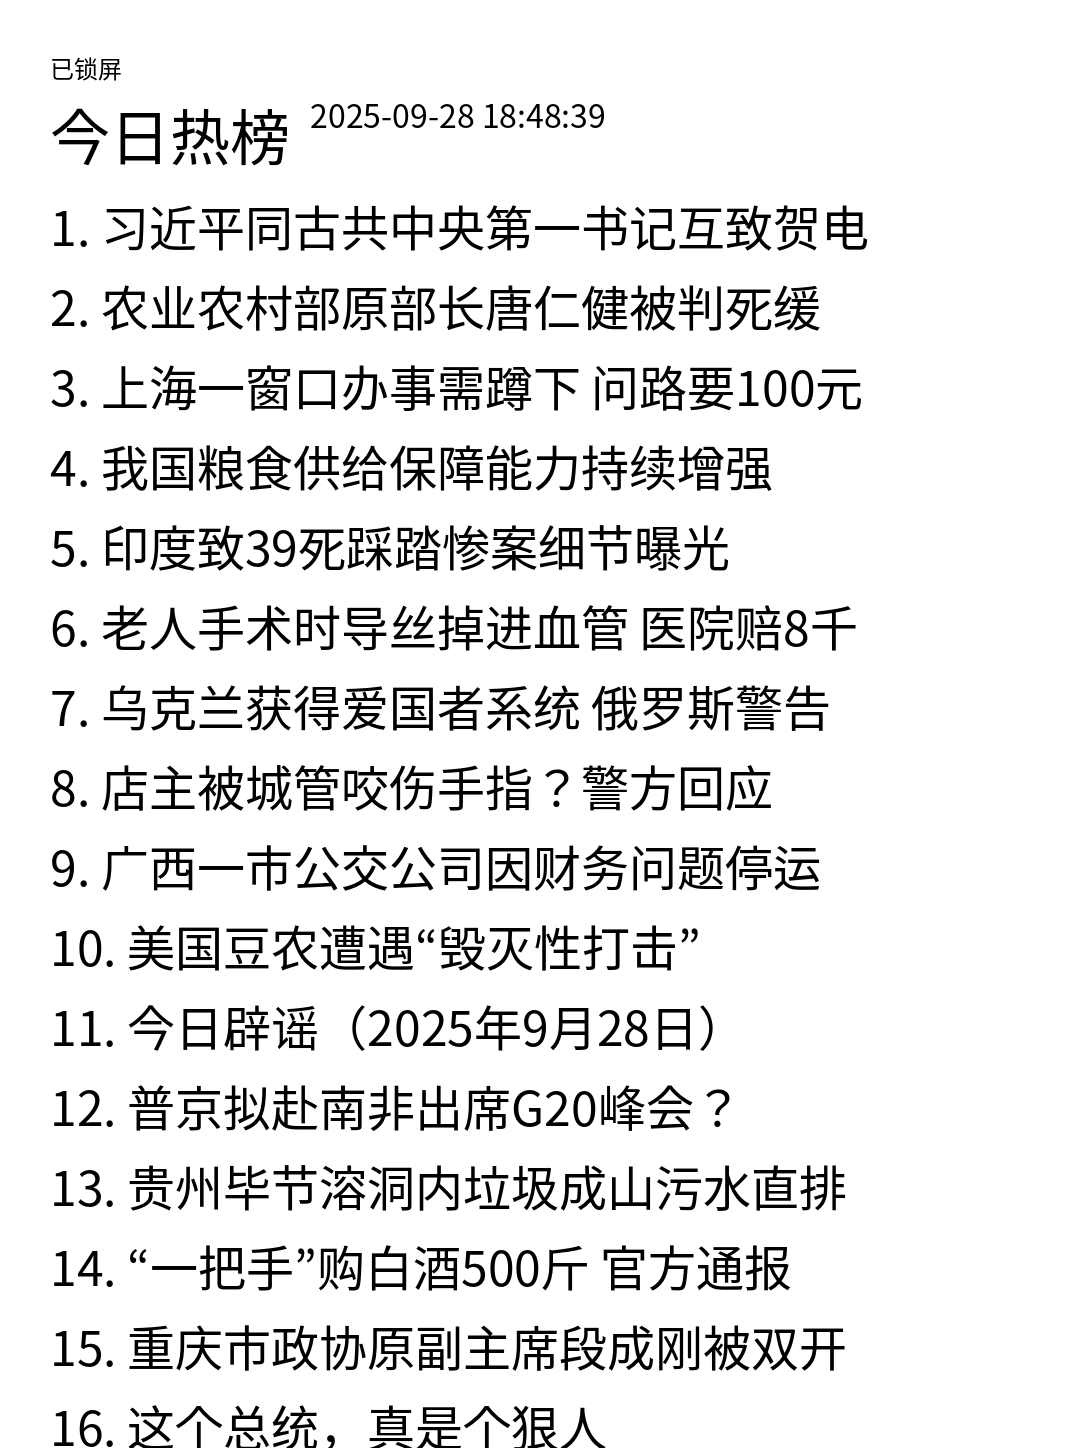 已锁屏
今日热榜 2025-09-28 18:48:39
1. 习近平同古共中央第一书记互致贺电
2. 农业农村部原部长唐仁健被判死缓
3. 上海一窗口办事需蹲下 问路要100元
4. 我国粮食供给保障能力持续增强
5. 印度致39死踩踏惨案细节曝光
6. 老人手术时导丝掉进血管 医院赔8千
7. 乌克兰获得爱国者系统 俄罗斯警告
8. 店主被城管咬伤手指？警方回应
9. 广西一市公交公司因财务问题停运
10. 美国豆农遭遇“毁灭性打击”
11. 今日辟谣（2025年9月28日）
12. 普京拟赴南非出席G20峰会？
13. 贵州毕节溶洞内垃圾成山污水直排
14. “一把手”购白酒500斤 官方通报
15. 重庆市政协原副主席段成刚被双开
16. 这个总统，真是个狠人